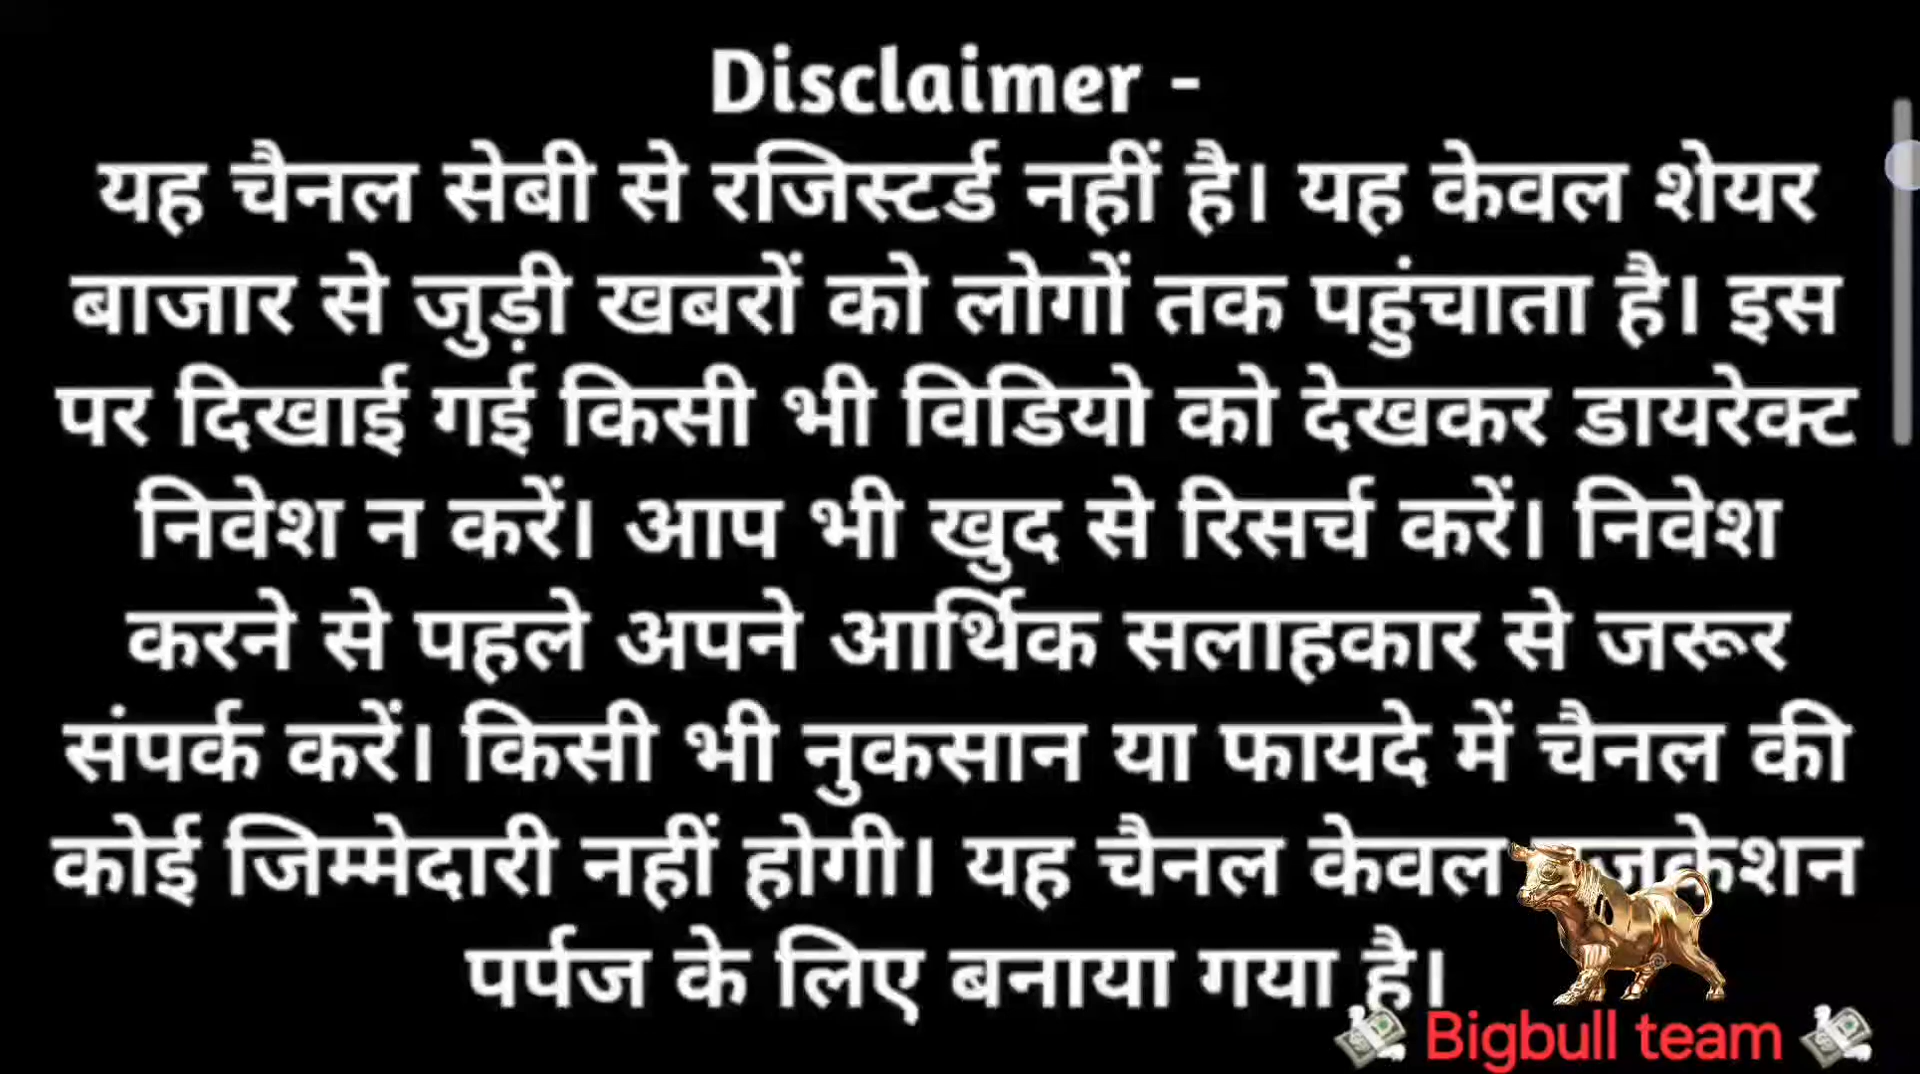 Disclaimer -
यह चैनल सेबी से रजिस्टर्ड नहीं है। यह केवल शेयर
बाजार से जुड़ी खबरों को लोगों तक पहुंचाता है। इस
पर दिखाई गई किसी भी विडियो को देखकर डायरेक्ट
निवेश न करें। आप भी खुद से रिसर्च करें। निवेश
करने से पहले अपने आर्थिक सलाहकार से जरूर
संपर्क करें। किसी भी नुकसान या फायदे में चैनल की
कोई जिम्मेदारी नहीं होगी। यह चैनल केवल
पर्पज के लिए बनाया गया है।
Bigbull team